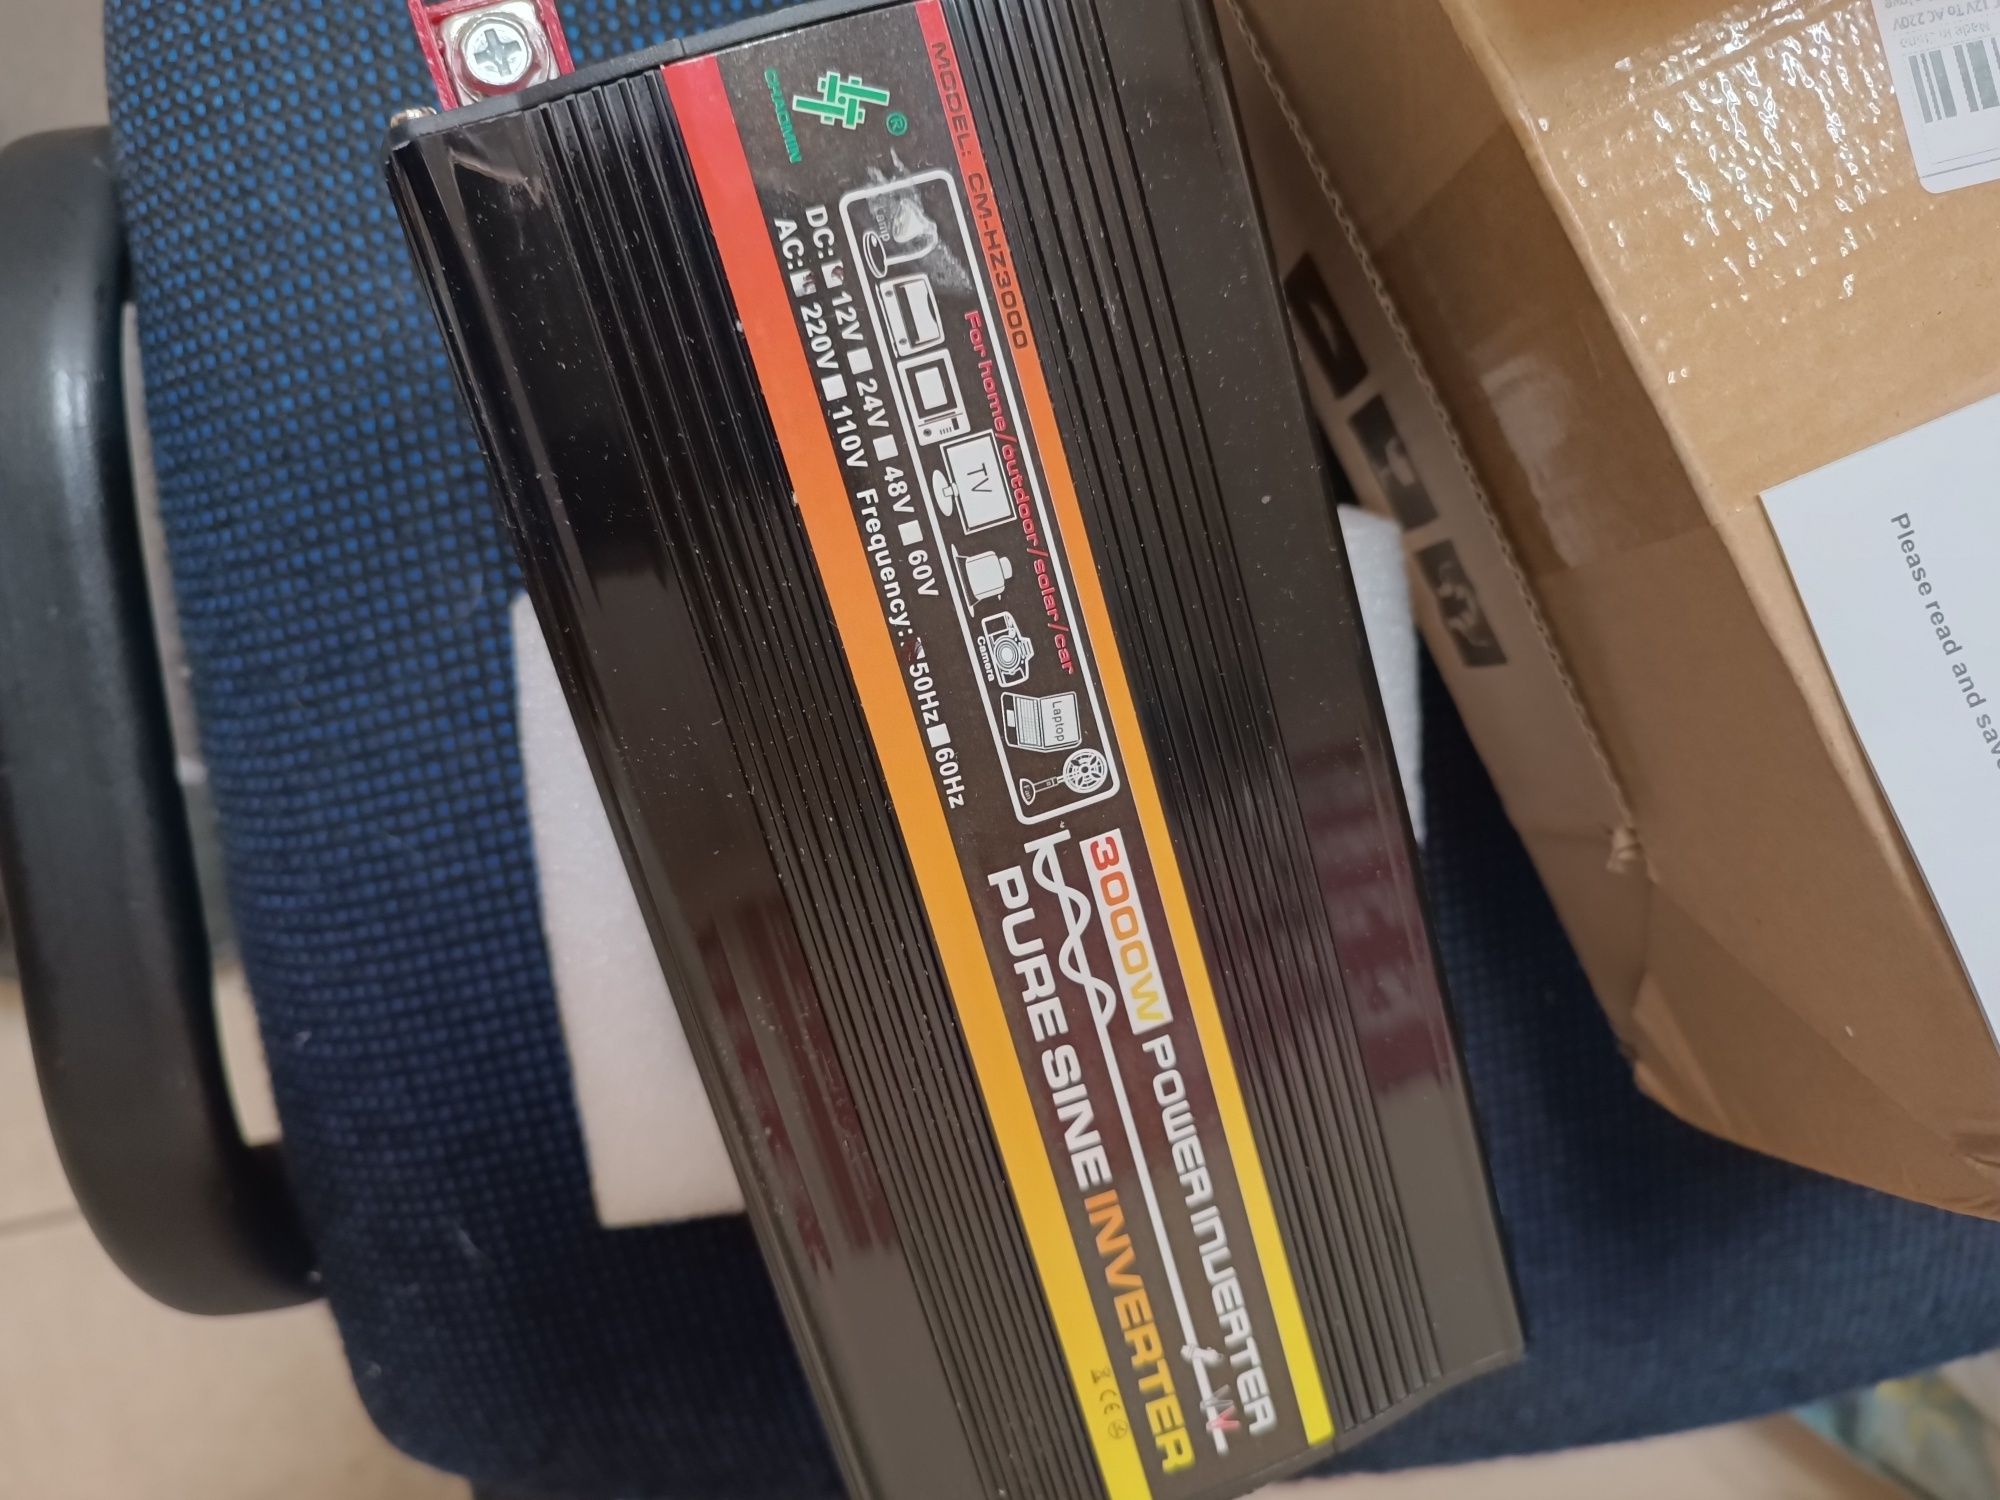 CHAOMIN
®
MODEL: CM-HZ3000
For home/outdoor/solar/car
Lamp
TV
Camera
Laptop
Fan
DC: 12V 24V 48V 60V
AC: 220V 110V Frequency: 50Hz 60Hz
3000W POWER INVERTER
PURE SINE INVERTER
CE
12V To AC 220V
Made In China
Please read and save